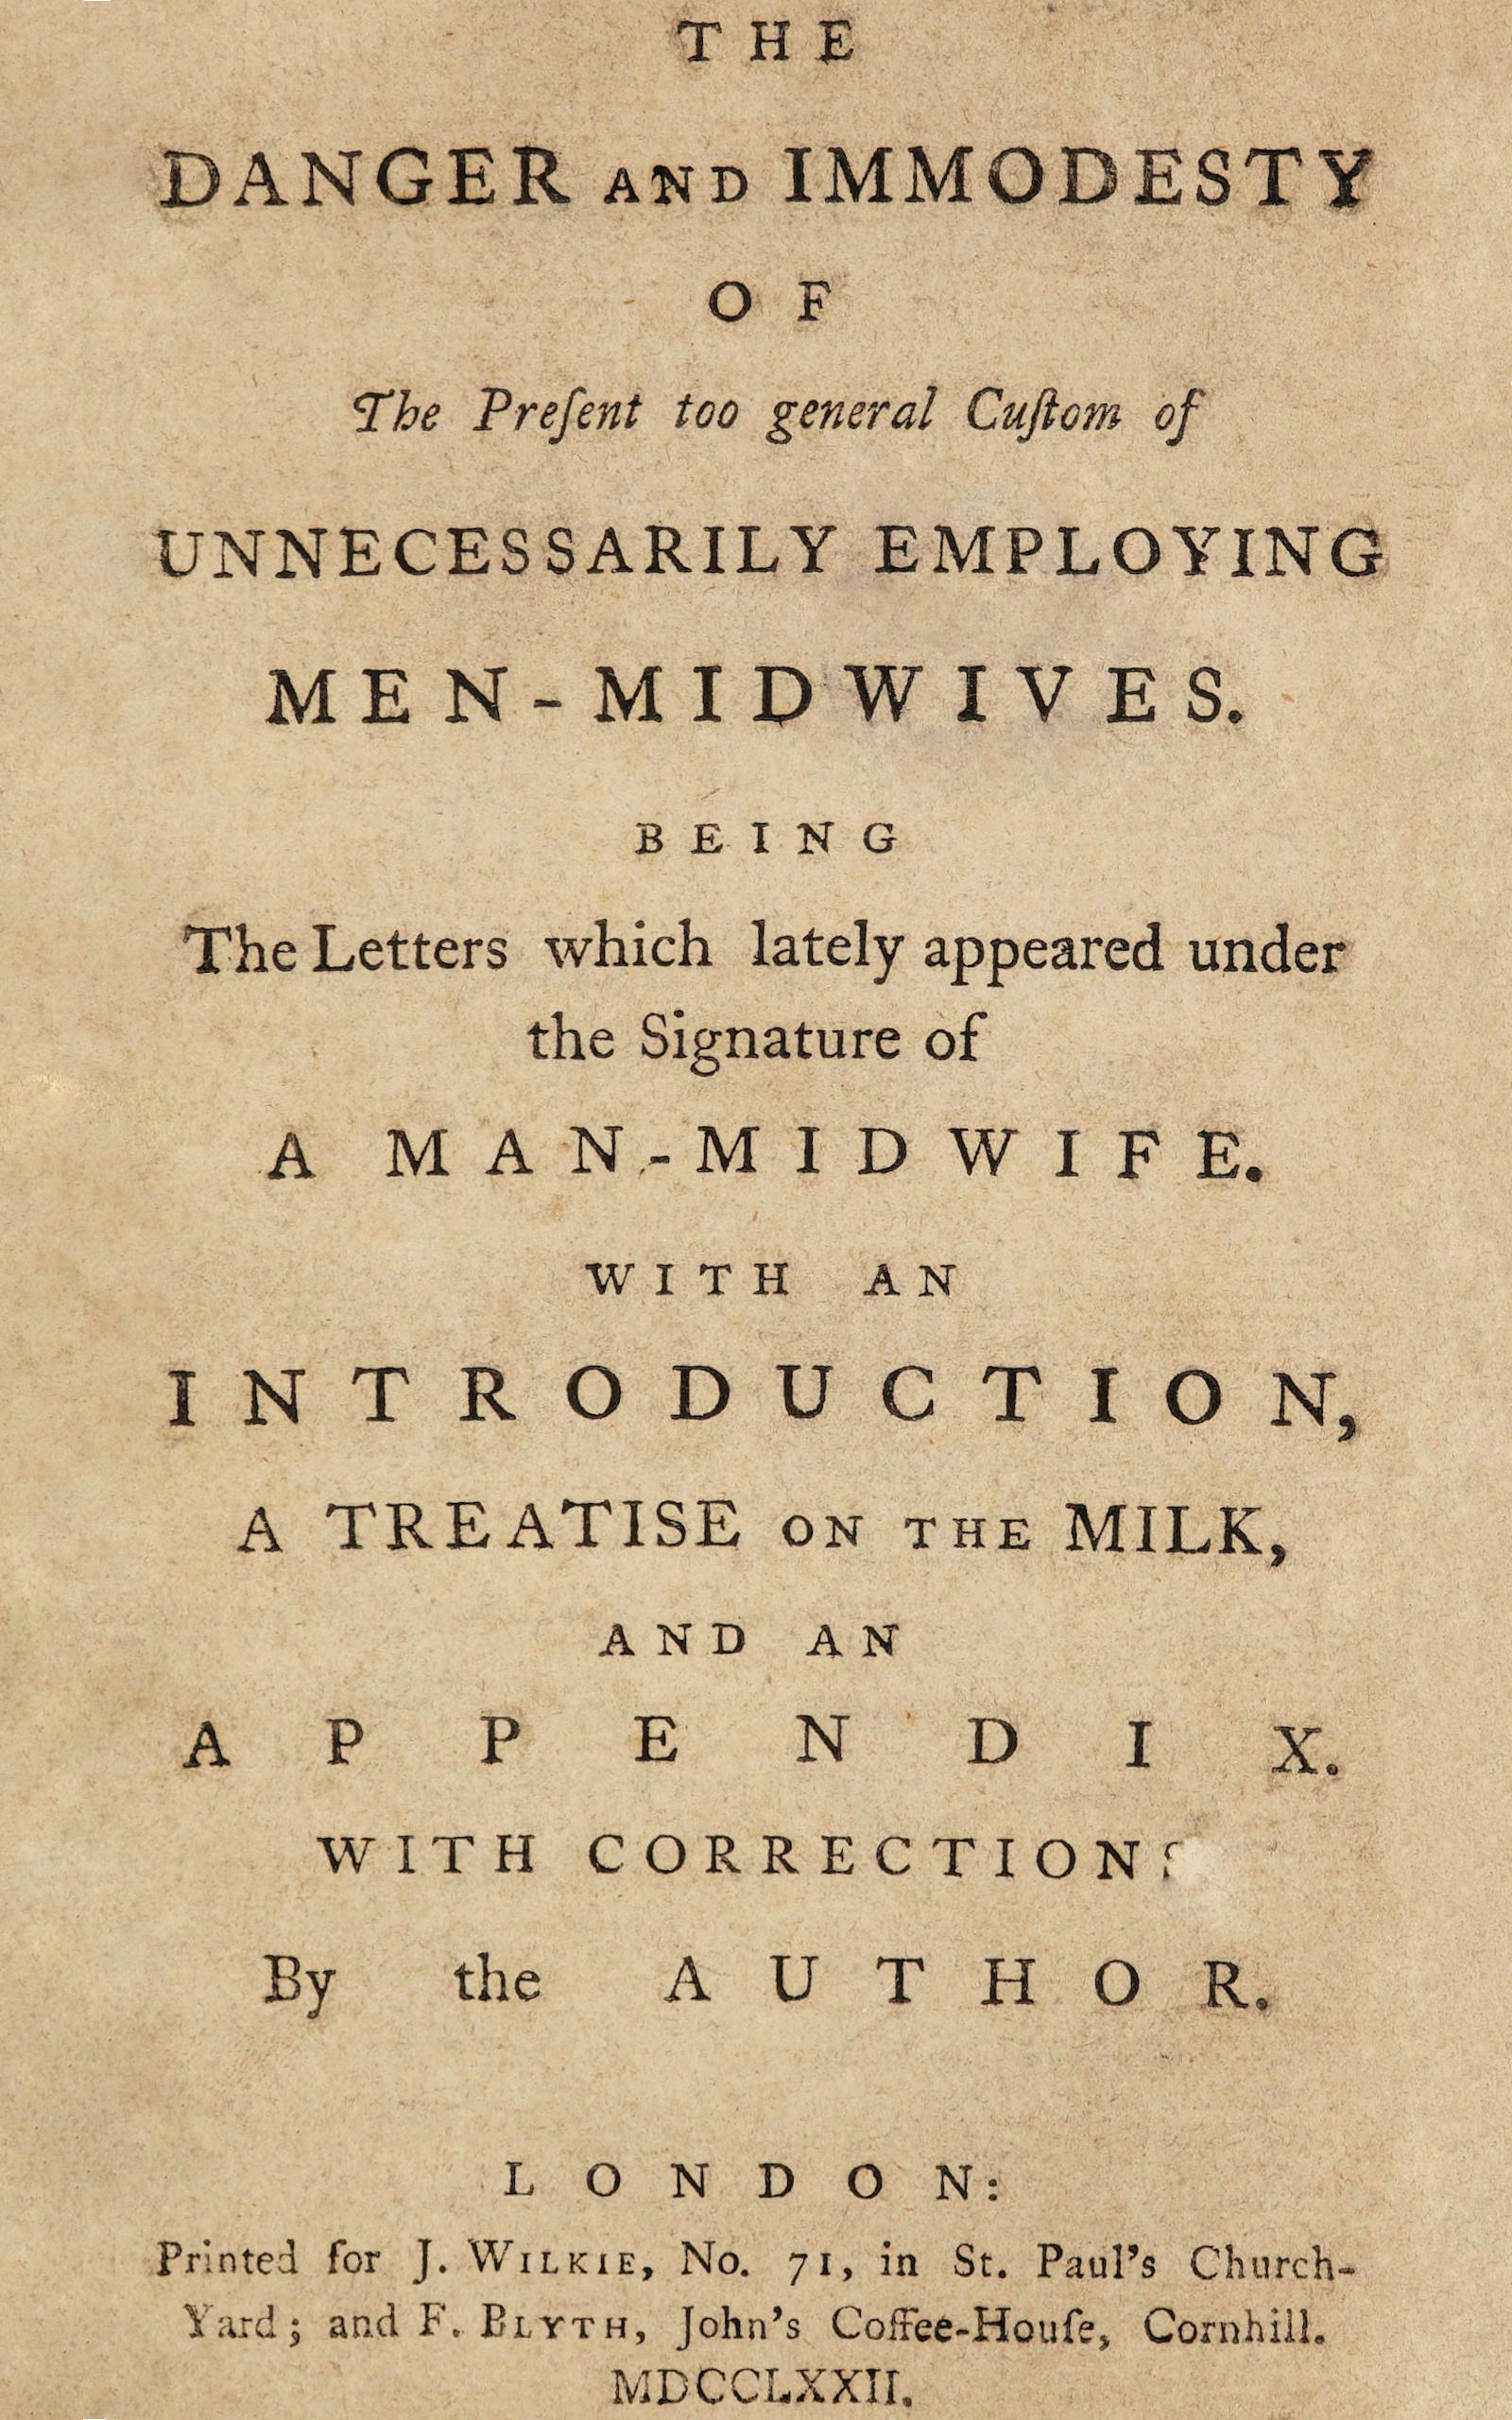 THE
DANGER AND IMMODESTY
OF
The Preſent too general Cuſtom of
UNNECESSARILY EMPLOYING
MEN-MIDWIVES.
BEING
The Letters which lately appeared under
the Signature of
A MAN-MIDWIFE.
WITH AN
INTRODUCTION,
A TREATISE ON THE MILK,
AND AN
APPENDIX.
WITH CORRECTIONS
By the AUTHOR.
LONDON:
Printed for J. WILKIE, No. 71, in St. Paul's Church-
Yard; and F. BLYTH, John's Coffee-Houſe, Cornhill.
MDCCLXXII.